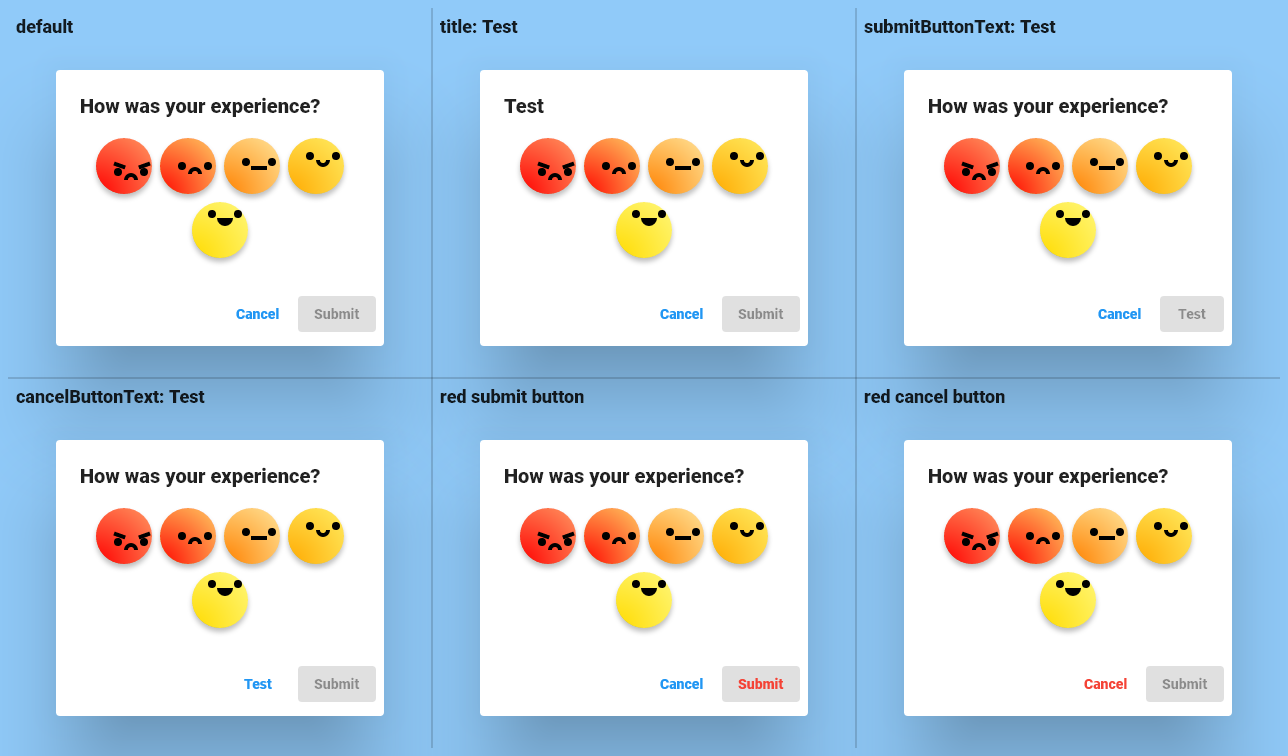 default
How was your experience?
Cancel
Submit
title: Test
Test
Cancel
Submit
submitButtonText: Test
How was your experience?
Cancel
Test
cancelButtonText: Test
How was your experience?
Test
Submit
red submit button
How was your experience?
Cancel
Submit
red cancel button
How was your experience?
Cancel
Submit